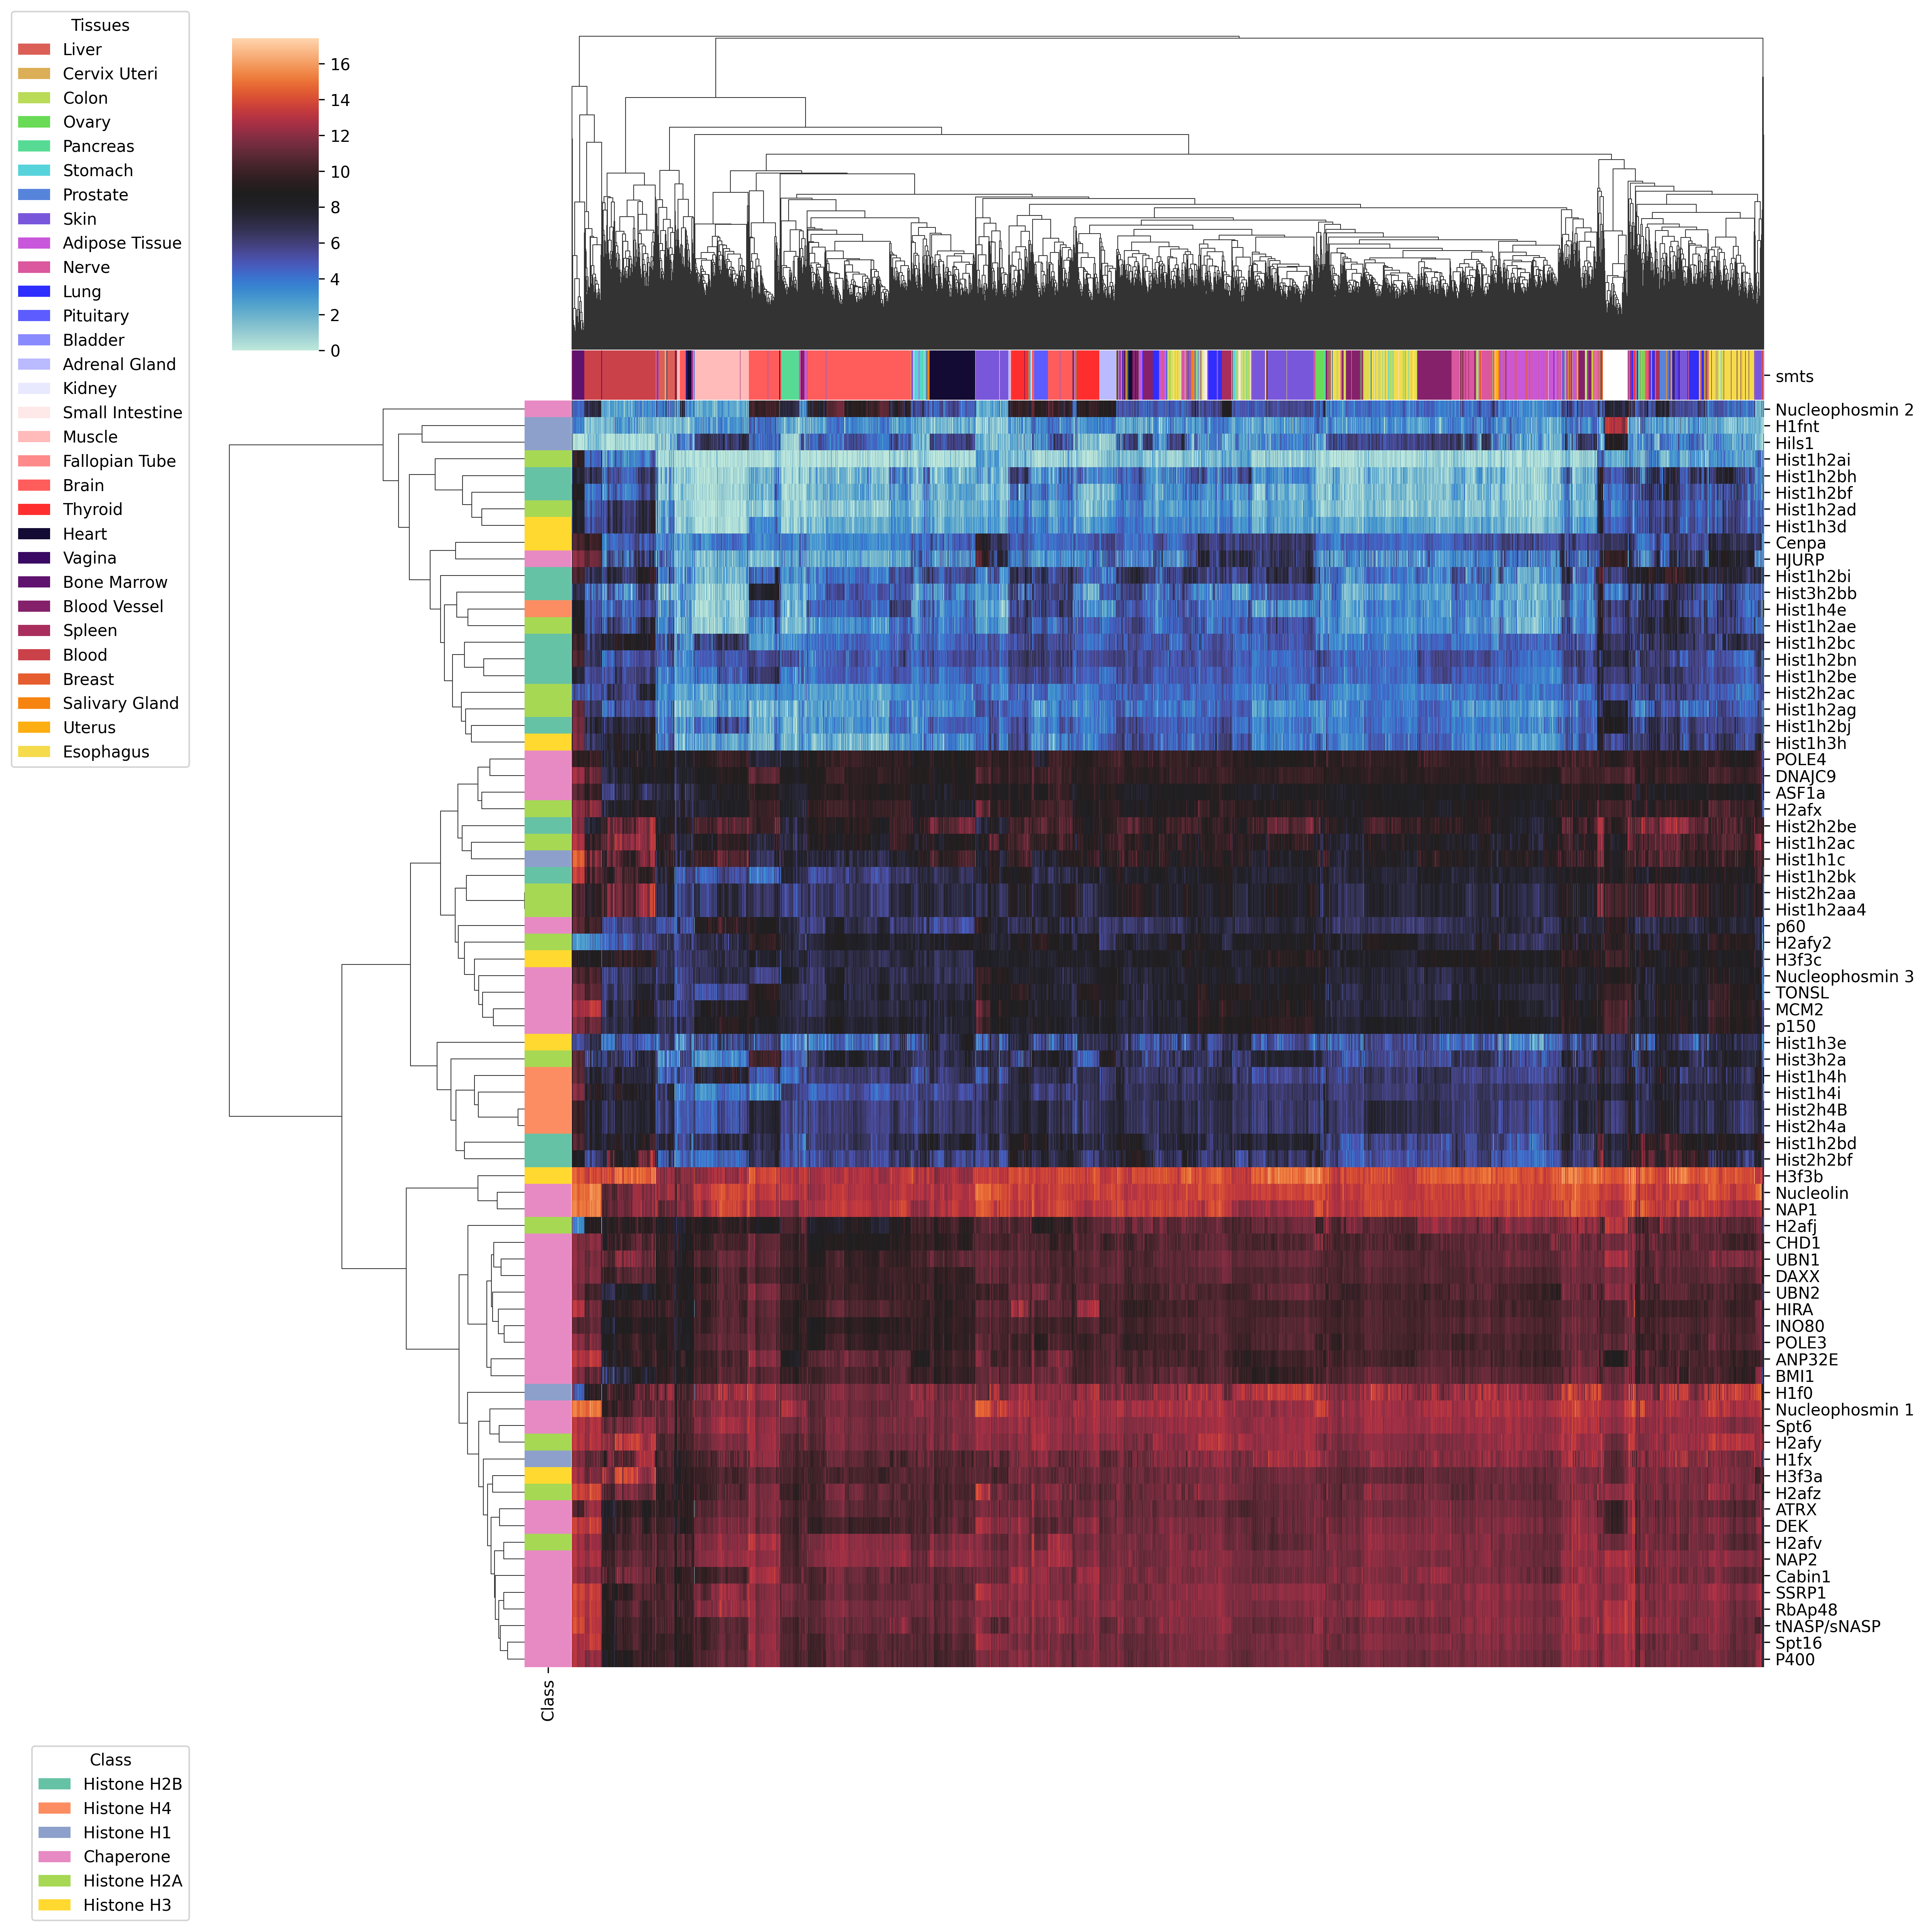 Tissues
Liver
Cervix Uteri
Colon
Ovary
Pancreas
Stomach
Prostate
Skin
Adipose Tissue
Nerve
Lung
Pituitary
Bladder
Adrenal Gland
Kidney
Small Intestine
Muscle
Fallopian Tube
Brain
Thyroid
Heart
Vagina
Bone Marrow
Blood Vessel
Spleen
Blood
Breast
Salivary Gland
Uterus
Esophagus
16
14
12
10
8
6
4
2
0
smts
Nucleophosmin 2
H1fnt
Hils1
Hist1h2ai
Hist1h2bh
Hist1h2bf
Hist1h2ad
Hist1h3d
Cenpa
HJURP
Hist1h2bi
Hist3h2bb
Hist1h4e
Hist1h2ae
Hist1h2bc
Hist1h2bn
Hist1h2be
Hist2h2ac
Hist1h2ag
Hist1h2bj
Hist1h3h
POLE4
DNAJC9
ASF1a
H2afx
Hist2h2be
Hist1h2ac
Hist1h1c
Hist1h2bk
Hist2h2aa
Hist1h2aa4
p60
H2afy2
H3f3c
Nucleophosmin 3
TONSL
MCM2
p150
Hist1h3e
Hist3h2a
Hist1h4h
Hist1h4i
Hist2h4B
Hist2h4a
Hist1h2bd
Hist2h2bf
H3f3b
Nucleolin
NAP1
H2afj
CHD1
UBN1
DAXX
UBN2
HIRA
INO80
POLE3
ANP32E
BMI1
H1f0
Nucleophosmin 1
Spt6
H2afy
H1fx
H3f3a
H2afz
ATRX
DEK
H2afv
NAP2
Cabin1
SSRP1
RbAp48
tNASP/sNASP
Spt16
P400
Class
Class
Histone H2B
Histone H4
Histone H1
Chaperone
Histone H2A
Histone H3